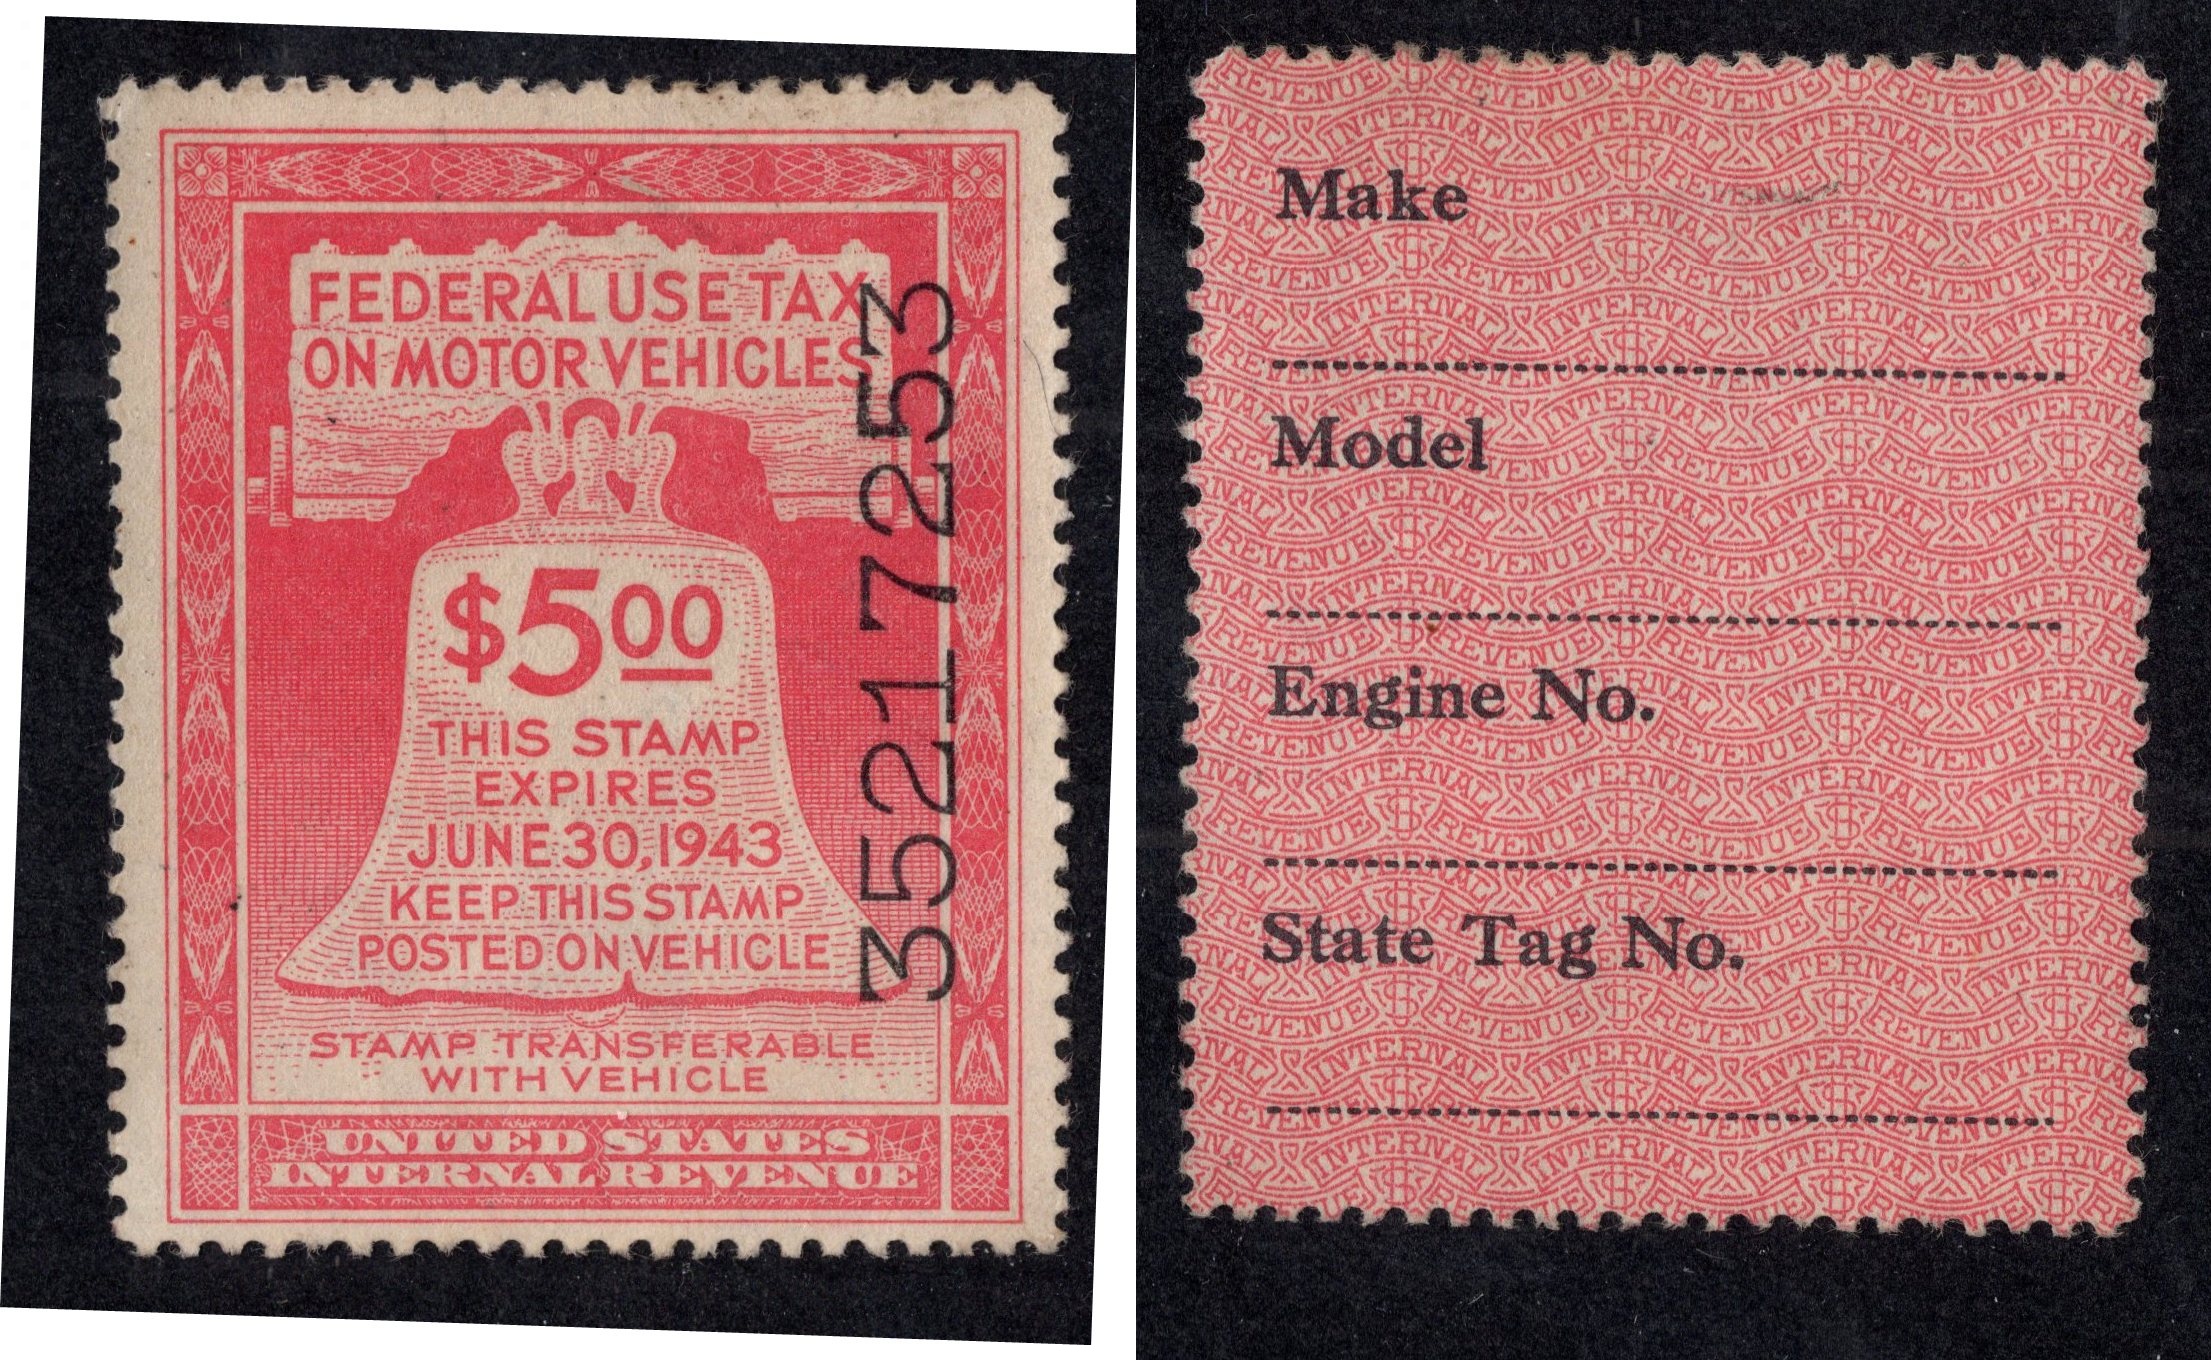 FEDERAL USE TAX
ON MOTOR VEHICLES
$5.00
THIS STAMP
EXPIRES
JUNE 30, 1943
KEEP THIS STAMP
POSTED ON VEHICLE
STAMP TRANSFERABLE
WITH VEHICLE
UNITED STATES
INTERNAL REVENUE
35217253
Make
Model
Engine No.
State Tag No.